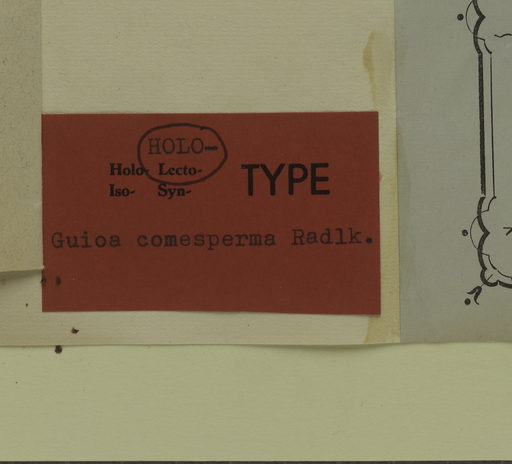 HOLO-
Holo- Lecto-
TYPE
Iso- Syn-
Guioa comesperma Radlk.